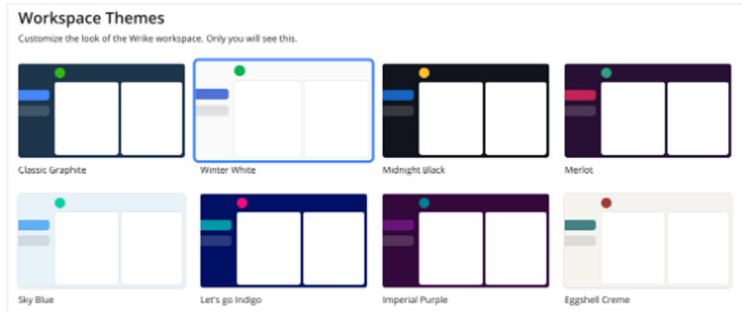 Workspace Themes
Customize the look of the Wrike workspace. Only you will see this.
Classic Graphite
Winter White
Midnight Black
Merlot
Sky Blue
Let's go Indigo
Imperial Purple
Eggshell Creme